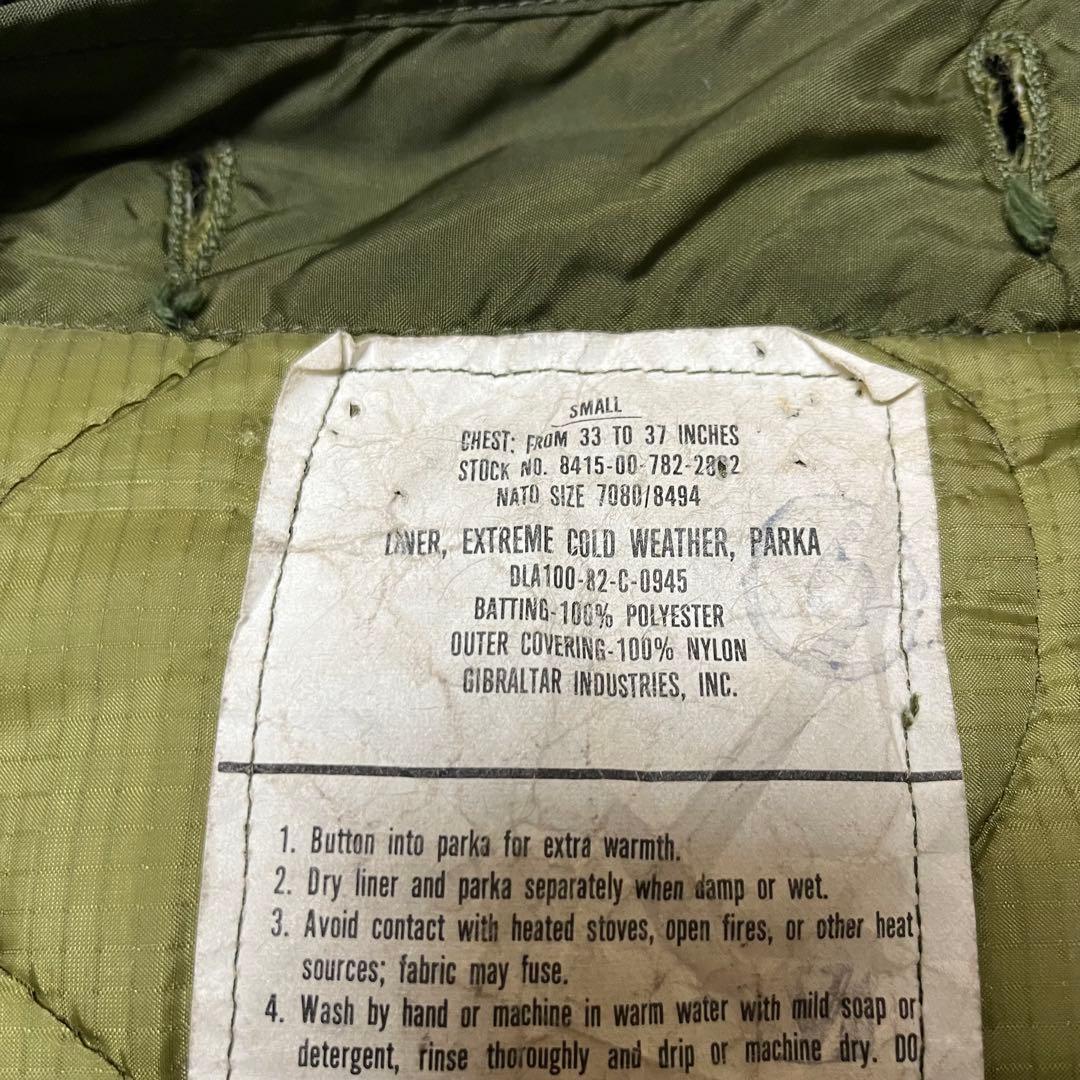 SMALL
CHEST: FROM 33 TO 37 INCHES
STOCK NO. 8415-00-782-2882
NATO SIZE 7080/8494
LINER, EXTREME COLD WEATHER, PARKA
DLA100-82-C-0945
BATTING-100% POLYESTER
OUTER COVERING-100% NYLON
GIBRALTAR INDUSTRIES, INC.
1. Button into parka for extra warmth.
2. Dry liner and parka separately when damp or wet.
3. Avoid contact with heated stoves, open fires, or other heat
sources; fabric may fuse.
4. Wash by hand or machine in warm water with mild soap or
detergent, rinse thoroughly and drip or machine dry. DO